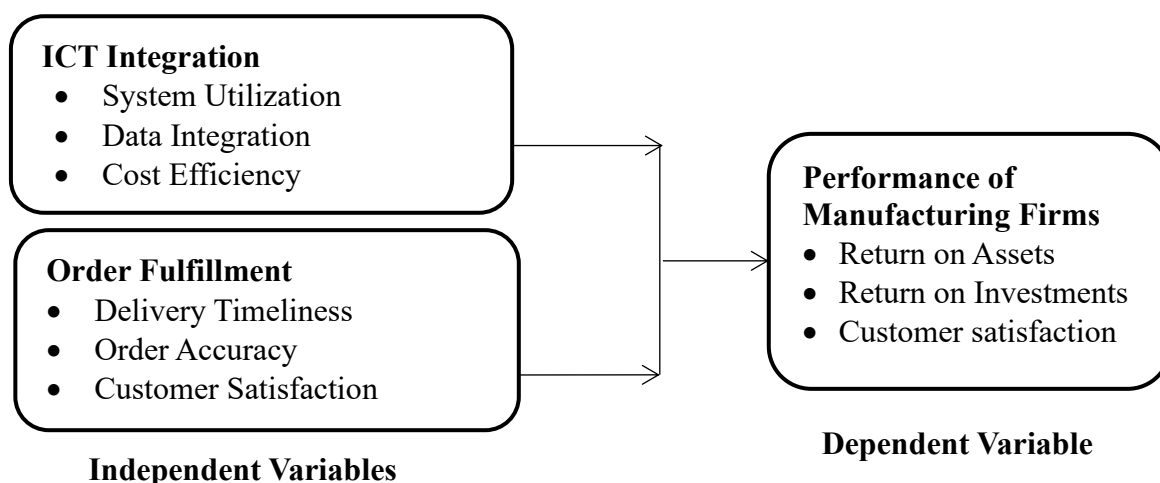 ICT Integration
• System Utilization
• Data Integration
• Cost Efficiency
Order Fulfillment
• Delivery Timeliness
• Order Accuracy
• Customer Satisfaction
Independent Variables
Performance of
Manufacturing Firms
• Return on Assets
• Return on Investments
• Customer satisfaction
Dependent Variable